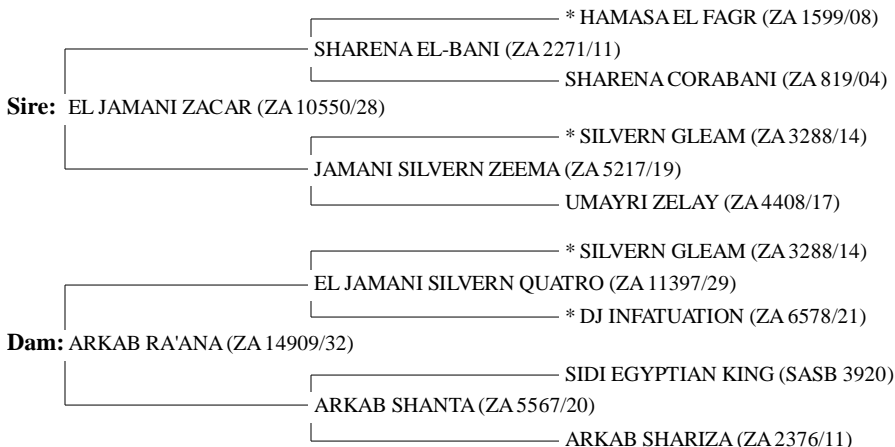 * HAMASA EL FAGR (ZA 1599/08)
SHARENA EL-BANI (ZA 2271/11)
SHARENA CORABANI (ZA 819/04)
Sire: EL JAMANI ZACAR (ZA 10550/28)
* SILVERN GLEAM (ZA 3288/14)
JAMANI SILVERN ZEEMA (ZA 5217/19)
UMAYRI ZELAY (ZA 4408/17)
* SILVERN GLEAM (ZA 3288/14)
EL JAMANI SILVERN QUATRO (ZA 11397/29)
* DJ INFATUATION (ZA 6578/21)
Dam: ARKAB RA'ANA (ZA 14909/32)
SIDI EGYPTIAN KING (SASB 3920)
ARKAB SHANTA (ZA 5567/20)
ARKAB SHARIZA (ZA 2376/11)